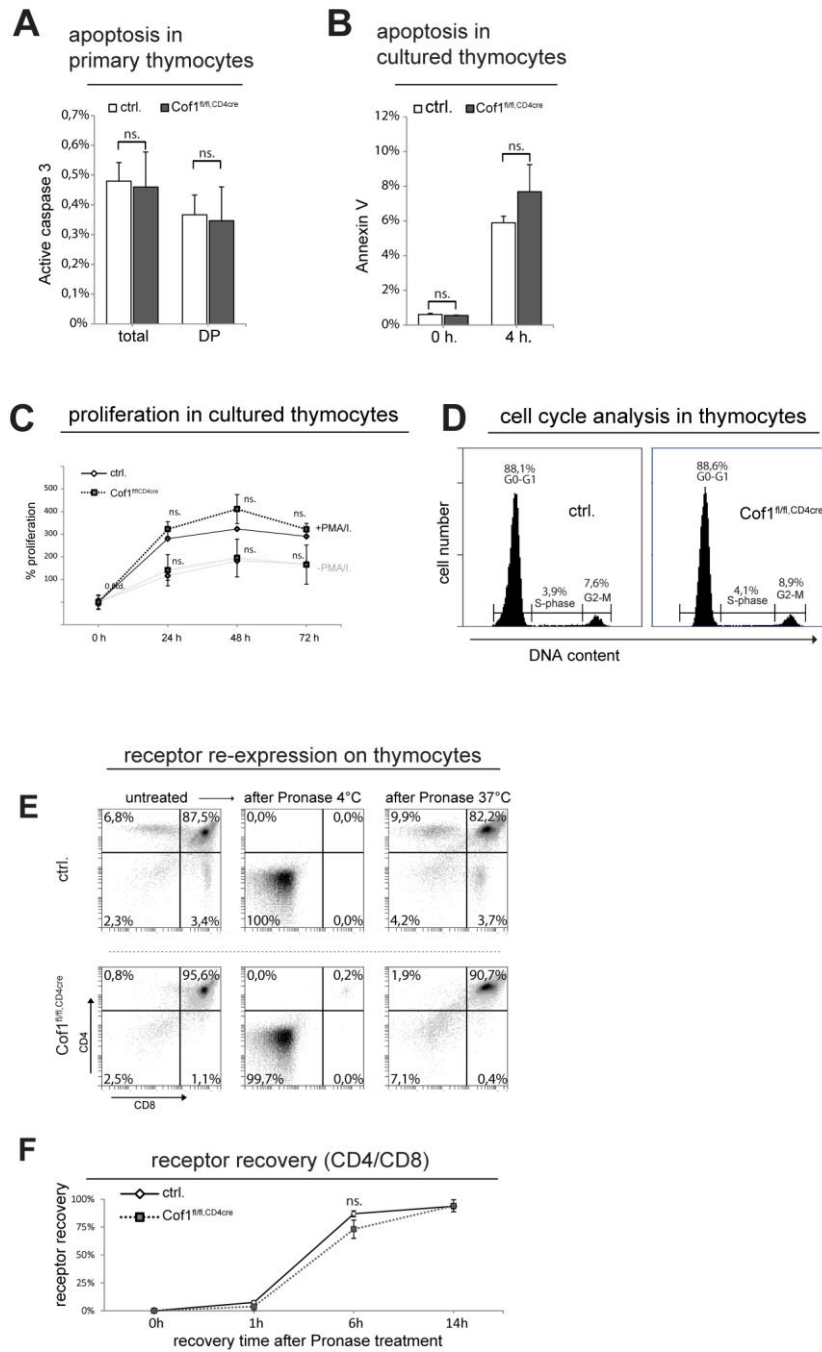 A
apoptosis in
primary thymocytes
ctrl. Cof1fl/fl,CD4cre
Active caspase 3
0,7%
0,6%
0,5%
0,4%
0,3%
0,2%
0,1%
0%
ns.
ns.
total DP
B
apoptosis in
cultured thymocytes
ctrl. Cof1fl/fl,CD4cre
Annexin V
12%
10%
8%
6%
4%
2%
0%
ns.
ns.
0 h. 4 h.
C
proliferation in cultured thymocytes
ctrl.
Cof1fl/flCD4cre
% proliferation
500
400
300
200
100
ns. ns. ns. +PMA/I.
ns. ns. ns. -PMA/I.
0 h 24 h 48 h 72 h
D
cell cycle analysis in thymocytes
cell number
88,1%
G0-G1
ctrl.
3,9%
S-phase
7,6%
G2-M
88,6%
G0-G1
Cof1fl/fl,CD4cre
4,1%
S-phase
8,9%
G2-M
DNA content
receptor re-expression on thymocytes
E
untreated after Pronase 4°C after Pronase 37°C
ctrl.
6,8% 87,5% 0,0% 0,0% 9,9% 82,2%
2,3% 3,4% 100% 0,0% 4,2% 3,7%
Cof1fl/fl,CD4cre
0,8% 95,6% 0,0% 0,2% 1,9% 90,7%
CD4
2,5% 1,1% 99,7% 0,0% 7,1% 0,4%
CD8
F
receptor recovery (CD4/CD8)
ctrl.
Cof1fl/fl,CD4cre
receptor recovery
100%
75%
50%
25%
0%
ns.
0h 1h 6h 14h
recovery time after Pronase treatment